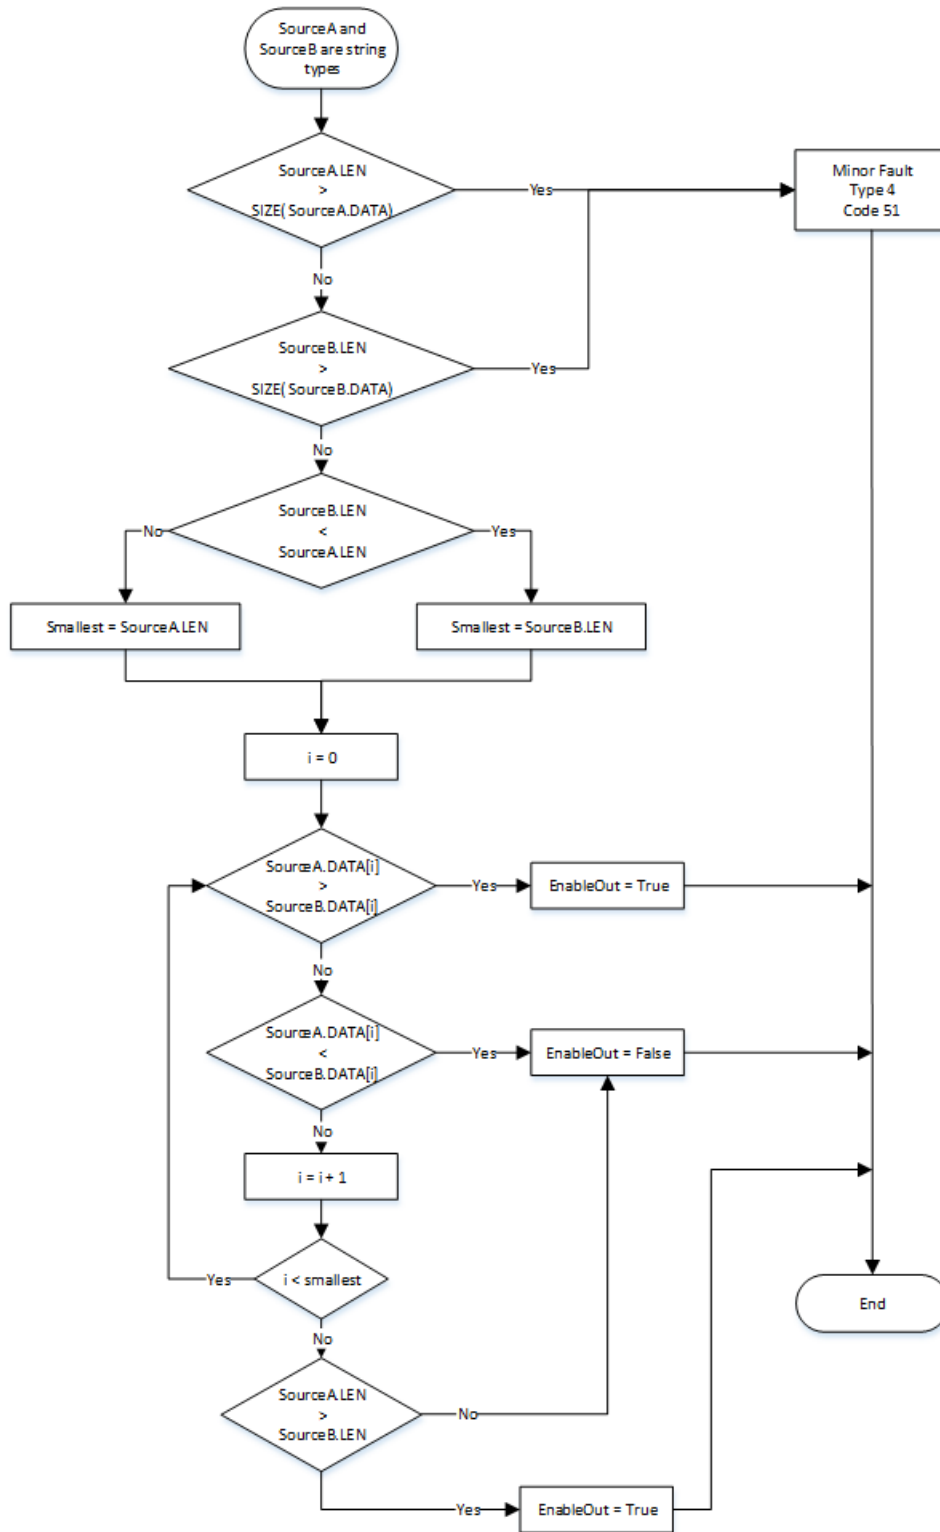 SourceA and
SourceB are string
types
SourceA.LEN
>
SIZE( SourceA.DATA)
Yes
Minor Fault
Type 4
Code 51
No
SourceB.LEN
>
SIZE( SourceB.DATA)
Yes
No
SourceB.LEN
<
SourceA.LEN
No
Yes
Smallest = SourceA.LEN
Smallest = SourceB.LEN
i = 0
SourceA.DATA[i]
>
SourceB.DATA[i]
Yes
EnableOut = True
No
SourceA.DATA[i]
<
SourceB.DATA[i]
Yes
EnableOut = False
No
i = i + 1
i < smallest
Yes
End
No
SourceA.LEN
>
SourceB.LEN
No
Yes
EnableOut = True